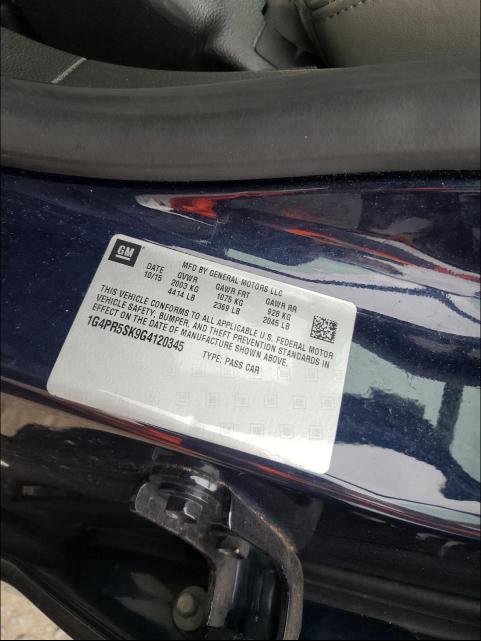 GM
MFD BY GENERAL MOTORS LLC
DATE GVWR GAWR FRT GAWR RR
10/15 2003 KG 1075 KG 928 KG
4414 LB 2369 LB 2045 LB
THIS VEHICLE CONFORMS TO ALL APPLICABLE U.S. FEDERAL MOTOR
VEHICLE SAFETY, BUMPER, AND THEFT PREVENTION STANDARDS IN
EFFECT ON THE DATE OF MANUFACTURE SHOWN ABOVE.
1G4PR5SK9G4120345
TYPE: PASS CAR